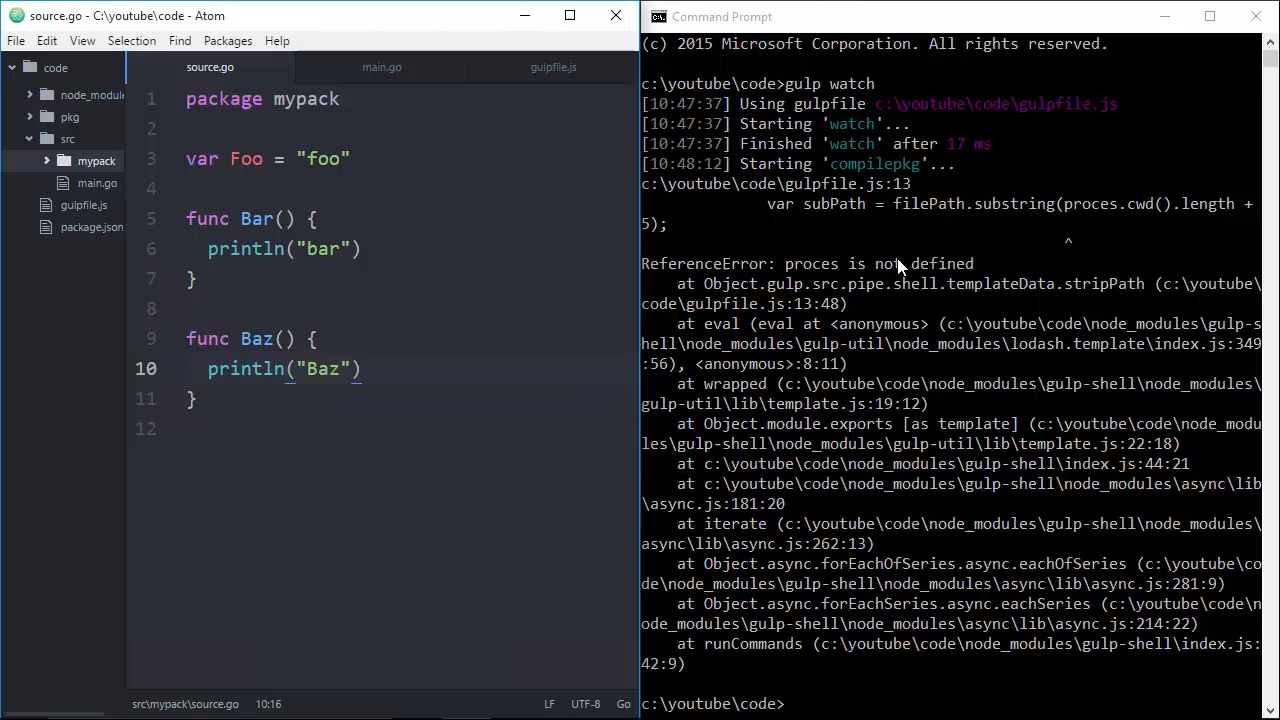 source.go - C:\youtube\code - Atom
File Edit View Selection Find Packages Help
code
node_module
pkg
src
mypack
main.go
gulpfile.js
package.json
source.go main.go gulpfile.js
1 package mypack
2
3 var Foo = "foo"
4
5 func Bar() {
6 println("bar")
7 }
8
9 func Baz() {
10 println("Baz")
11 }
12
src\mypack\source.go 10:16 LF UTF-8 Go
Command Prompt
(c) 2015 Microsoft Corporation. All rights reserved.
c:\youtube\code>gulp watch
[10:47:37] Using gulpfile c:\youtube\code\gulpfile.js
[10:47:37] Starting 'watch'...
[10:47:37] Finished 'watch' after 17 ms
[10:48:12] Starting 'compilepkg'...
c:\youtube\code\gulpfile.js:13
var subPath = filePath.substring(proces.cwd().length +
5);
^
ReferenceError: proces is not defined
at Object.gulp.src.pipe.shell.templateData.stripPath (c:\youtube\
code\gulpfile.js:13:48)
at eval (eval at <anonymous> (c:\youtube\code\node_modules\gulp-s
hell\node_modules\gulp-util\node_modules\lodash.template\index.js:349
:56), <anonymous>:8:11)
at wrapped (c:\youtube\code\node_modules\gulp-shell\node_modules\
gulp-util\lib\template.js:19:12)
at Object.module.exports [as template] (c:\youtube\code\node_modu
les\gulp-shell\node_modules\gulp-util\lib\template.js:22:18)
at c:\youtube\code\node_modules\gulp-shell\index.js:44:21
at c:\youtube\code\node_modules\gulp-shell\node_modules\async\lib
\async.js:181:20
at iterate (c:\youtube\code\node_modules\gulp-shell\node_modules\
async\lib\async.js:262:13)
at Object.async.forEachOfSeries.async.eachOfSeries (c:\youtube\co
de\node_modules\gulp-shell\node_modules\async\lib\async.js:281:9)
at Object.async.forEachSeries.async.eachSeries (c:\youtube\code\n
ode_modules\gulp-shell\node_modules\async\lib\async.js:214:22)
at runCommands (c:\youtube\code\node_modules\gulp-shell\index.js:
42:9)
c:\youtube\code>